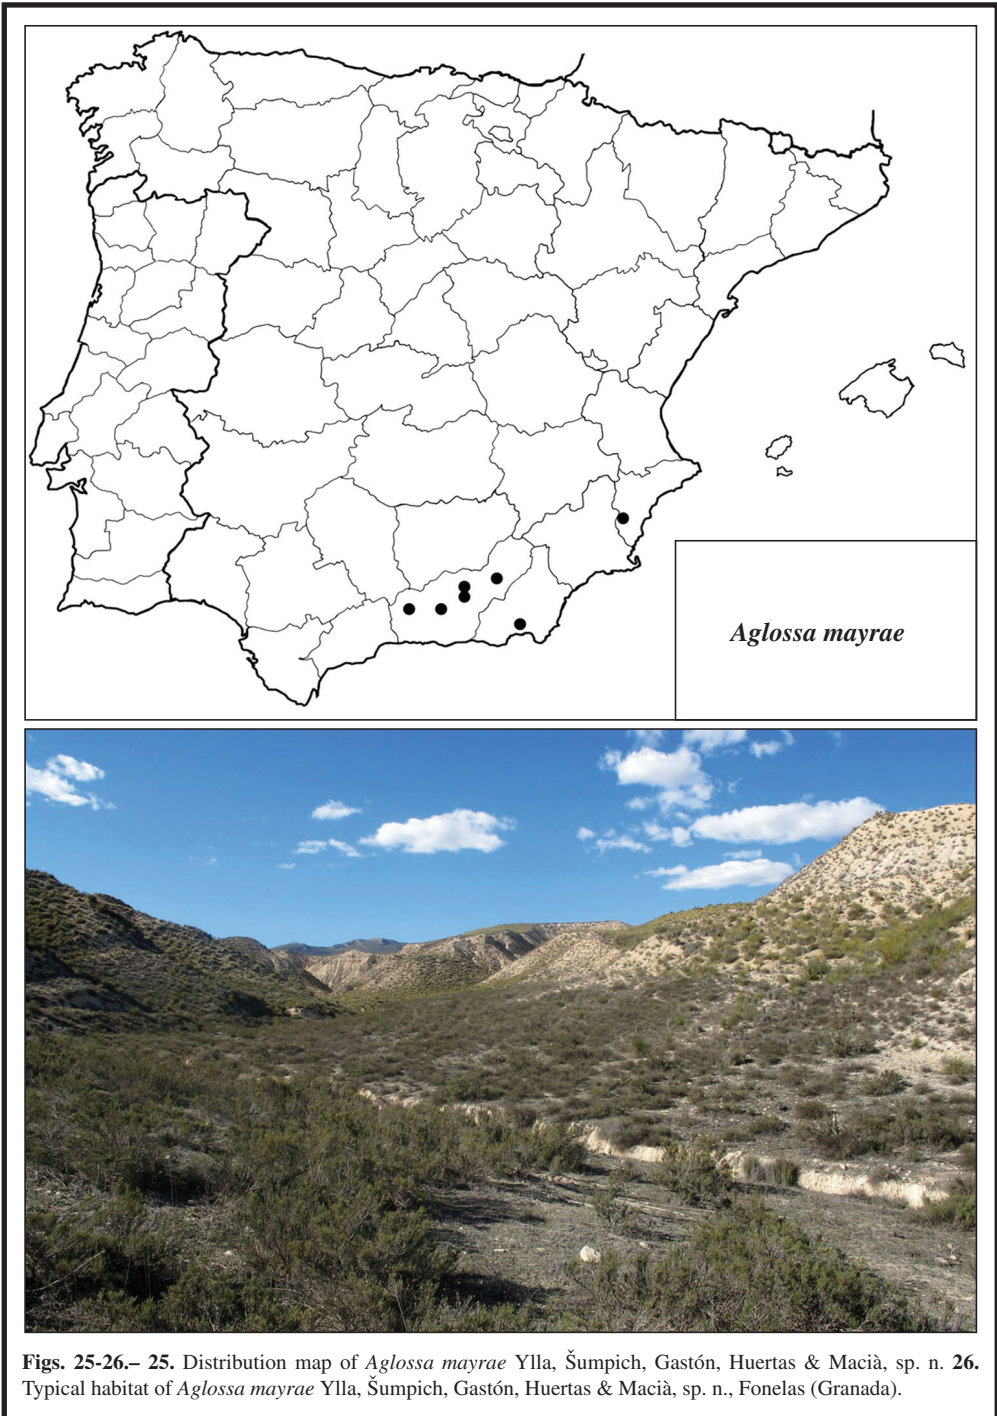 Aglossa mayrae
Figs. 25-26.– 25. Distribution map of Aglossa mayrae Ylla, Šumpich, Gastón, Huertas & Macià, sp. n. 26.
Typical habitat of Aglossa mayrae Ylla, Šumpich, Gastón, Huertas & Macià, sp. n., Fonelas (Granada).